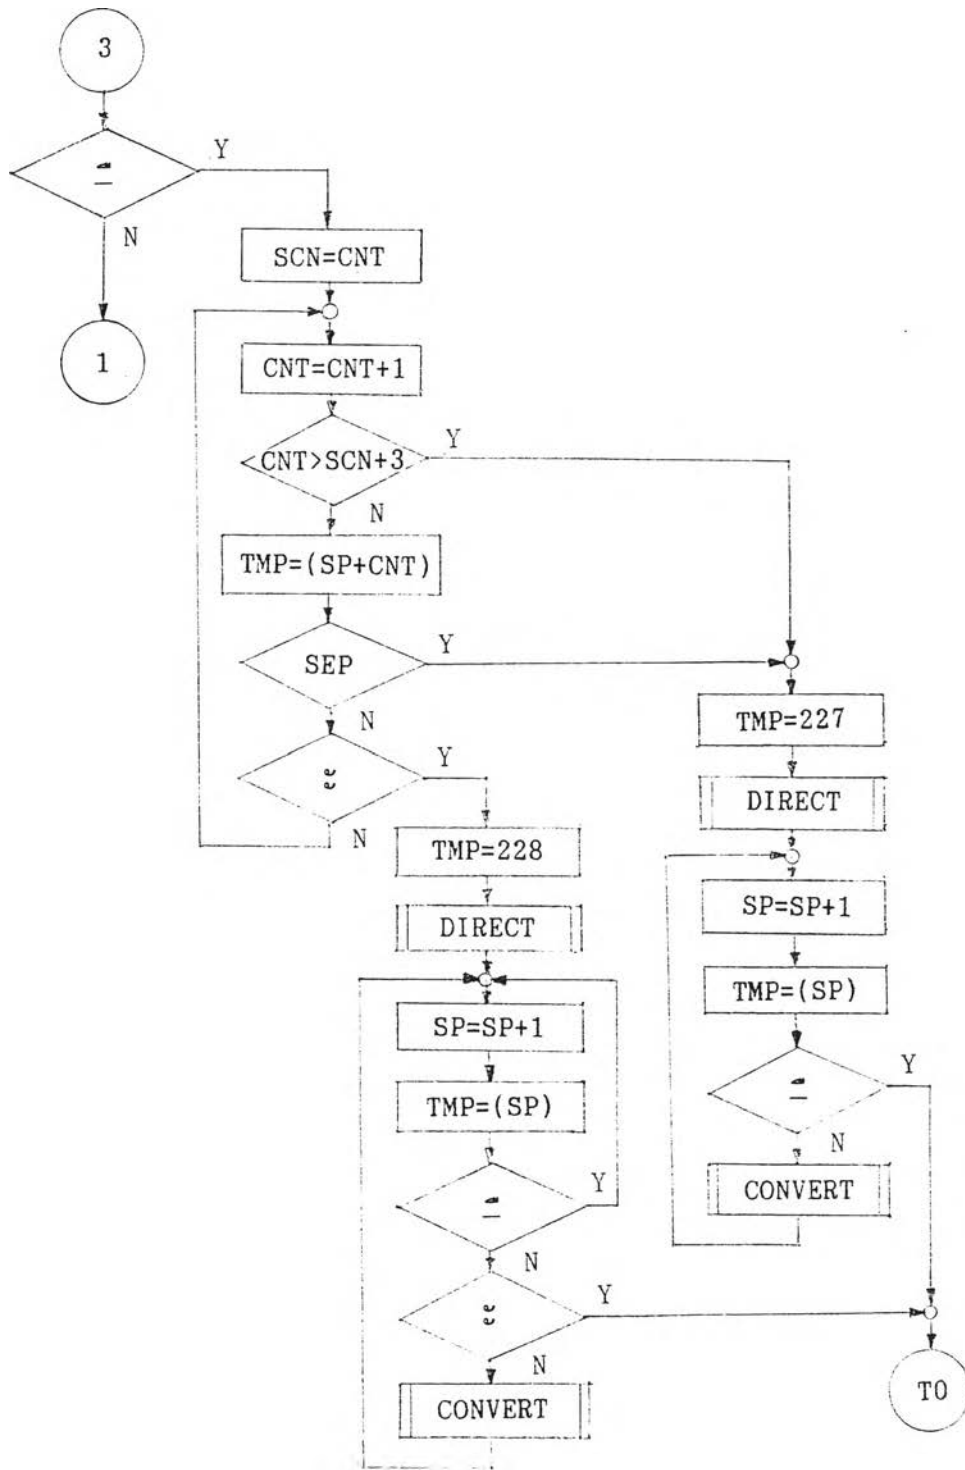 3
Y
N
SCN=CNT
1
CNT=CNT+1
CNT>SCN+3
Y
N
TMP=(SP+CNT)
SEP
Y
N
TMP=227
Y
DIRECT
N
TMP=228
SP=SP+1
DIRECT
TMP=(SP)
SP=SP+1
Y
TMP=(SP)
N
CONVERT
Y
N
Y
N
TO
CONVERT